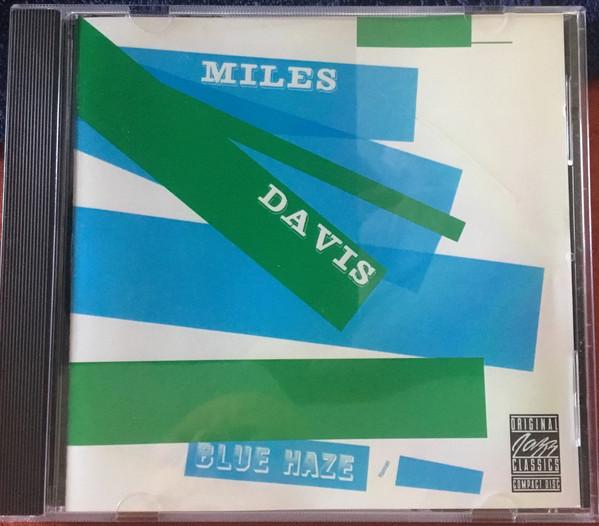 MILES
DAVIS
BLUE HAZE
ORIGINAL
Jazz
CLASSICS
COMPACT DISC